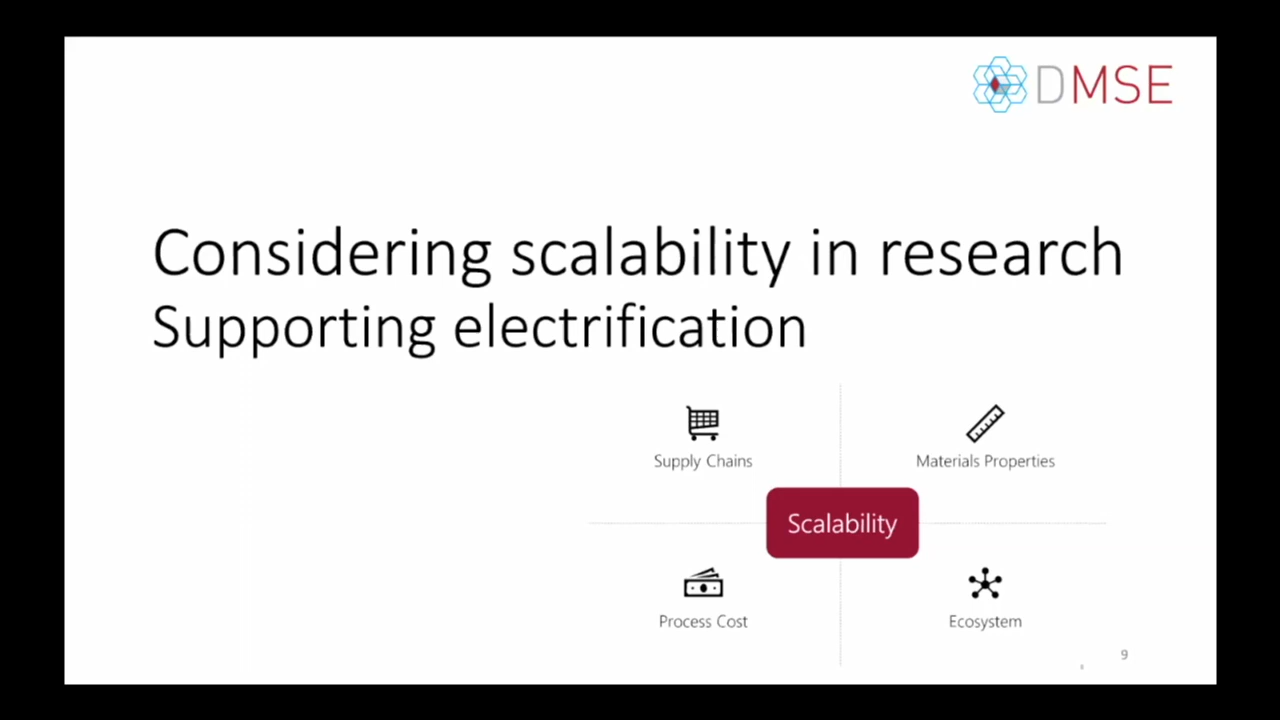 DMSE
Considering scalability in research
Supporting electrification
Supply Chains
Materials Properties
Scalability
Process Cost
Ecosystem
9